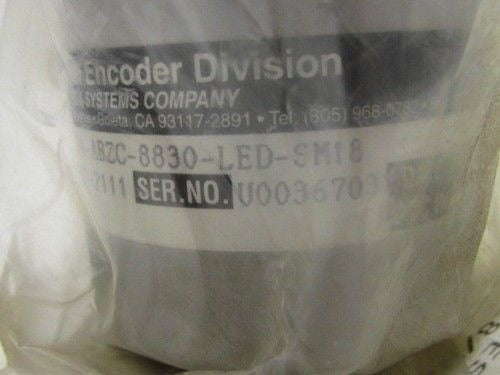 Encoder Division
SYSTEMS COMPANY
Goleta, CA 93117-2891 • Tel: (805) 968-0782
-ABZC-8830-LED-SM18
-2111 SER.NO. U0036703